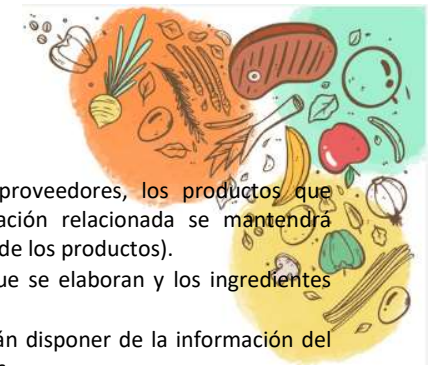 proveedores, los productos que
ación relacionada se mantendrá
de los productos).
ue se elaboran y los ingredientes
án disponer de la información del